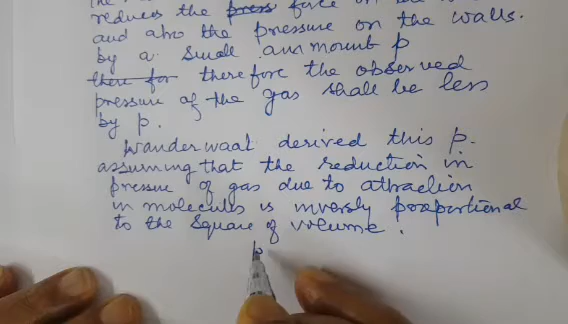 reduces the press force on the
and also the pressure on the walls.
by a small ammount p
there for therefore the observed
pressure of the gas shall be less
by p.
Wanderwaal derived this p.
assuming that the reduction in
pressure of gas due to attraction
in molecules is inversly proportional
to the square of volume.
p